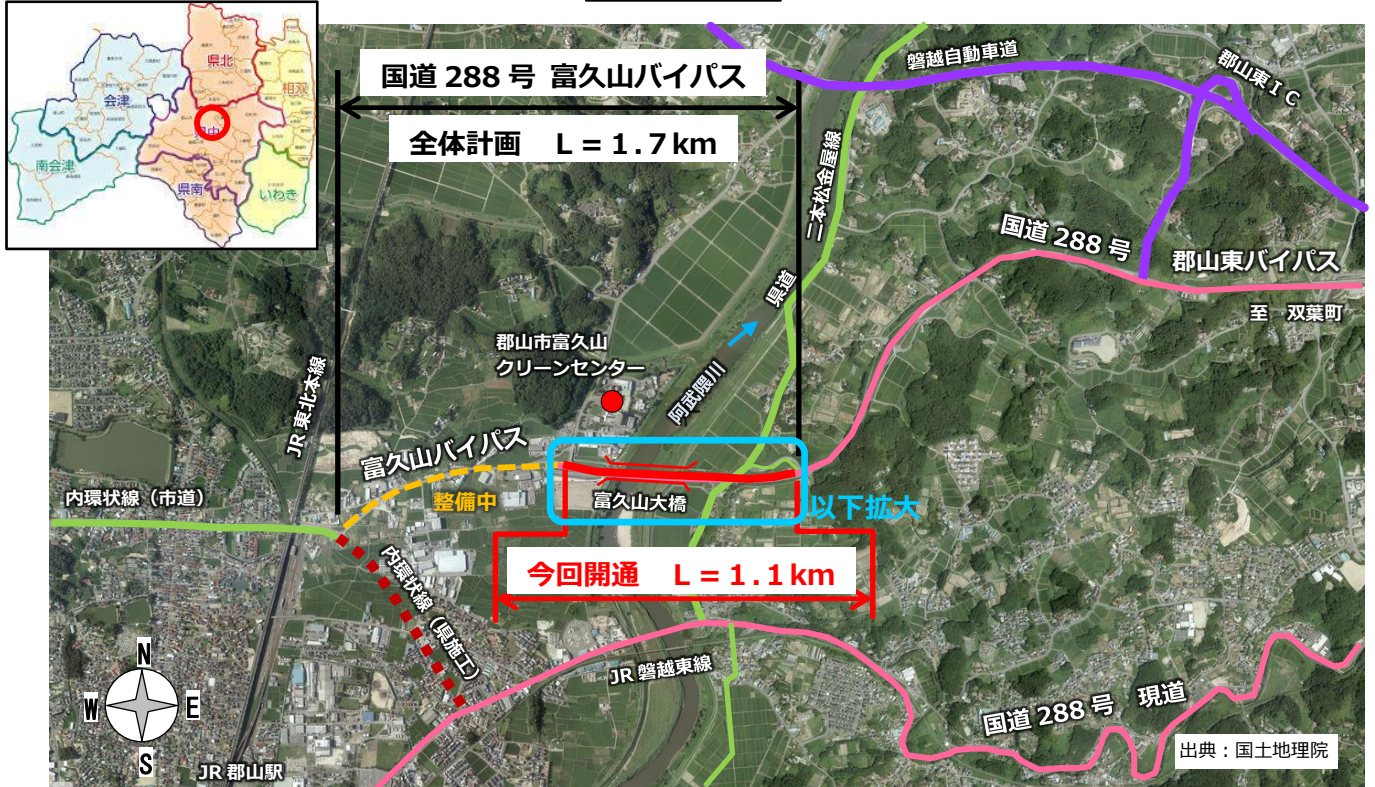 県北
会津
相双
県中
南会津
県南
いわき
国道 288 号 富久山バイパス
全体計画 L = 1.7 km
磐越自動車道
郡山東ＩＣ
二本松金屋線
県道
国道 288 号
郡山東バイパス
至 双葉町
郡山市富久山
クリーンセンター
阿武隈川
JR 東北本線
富久山バイパス
整備中
内環状線（市道）
富久山大橋
以下拡大
今回開通 L = 1.1 km
内環状線（県施工）
JR 磐越東線
国道 288 号 現道
N
W
E
S
JR 郡山駅
出典：国土地理院